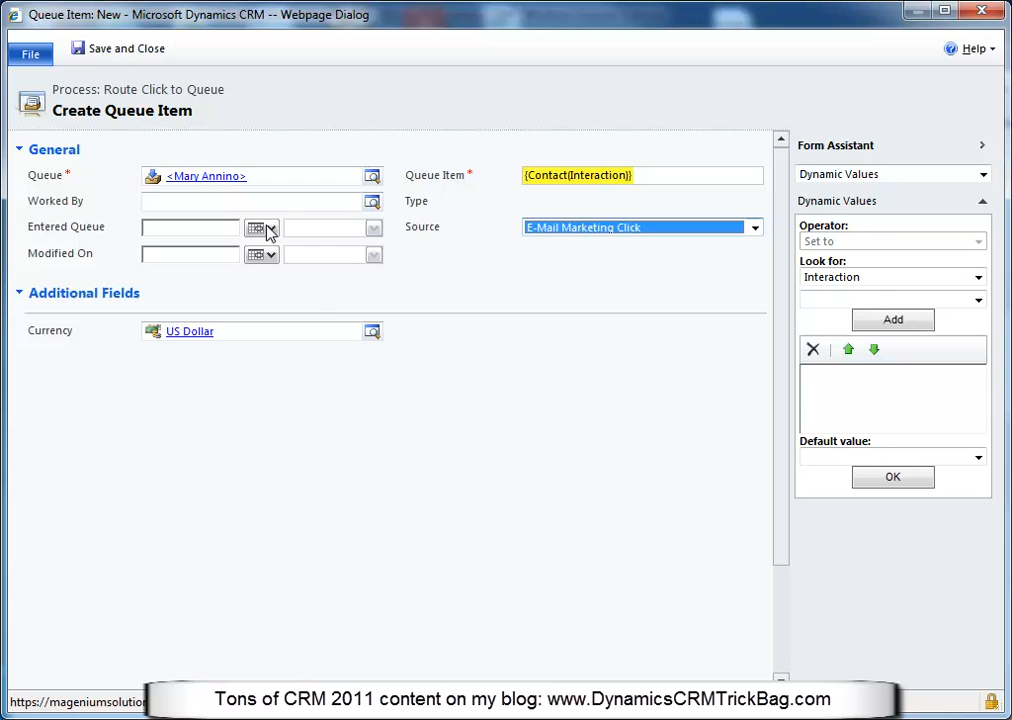 Queue Item: New - Microsoft Dynamics CRM -- Webpage Dialog
File
Save and Close
Help
Process: Route Click to Queue
Create Queue Item
General
Queue *
<Mary Annino>
Queue Item *
{Contact(Interaction)}
Worked By
Type
Entered Queue
Source
E-Mail Marketing Click
Modified On
Additional Fields
Currency
US Dollar
Form Assistant
Dynamic Values
Dynamic Values
Operator:
Set to
Look for:
Interaction
Add
Default value:
OK
https://mageniumsolution
Tons of CRM 2011 content on my blog: www.DynamicsCRMTrickBag.com